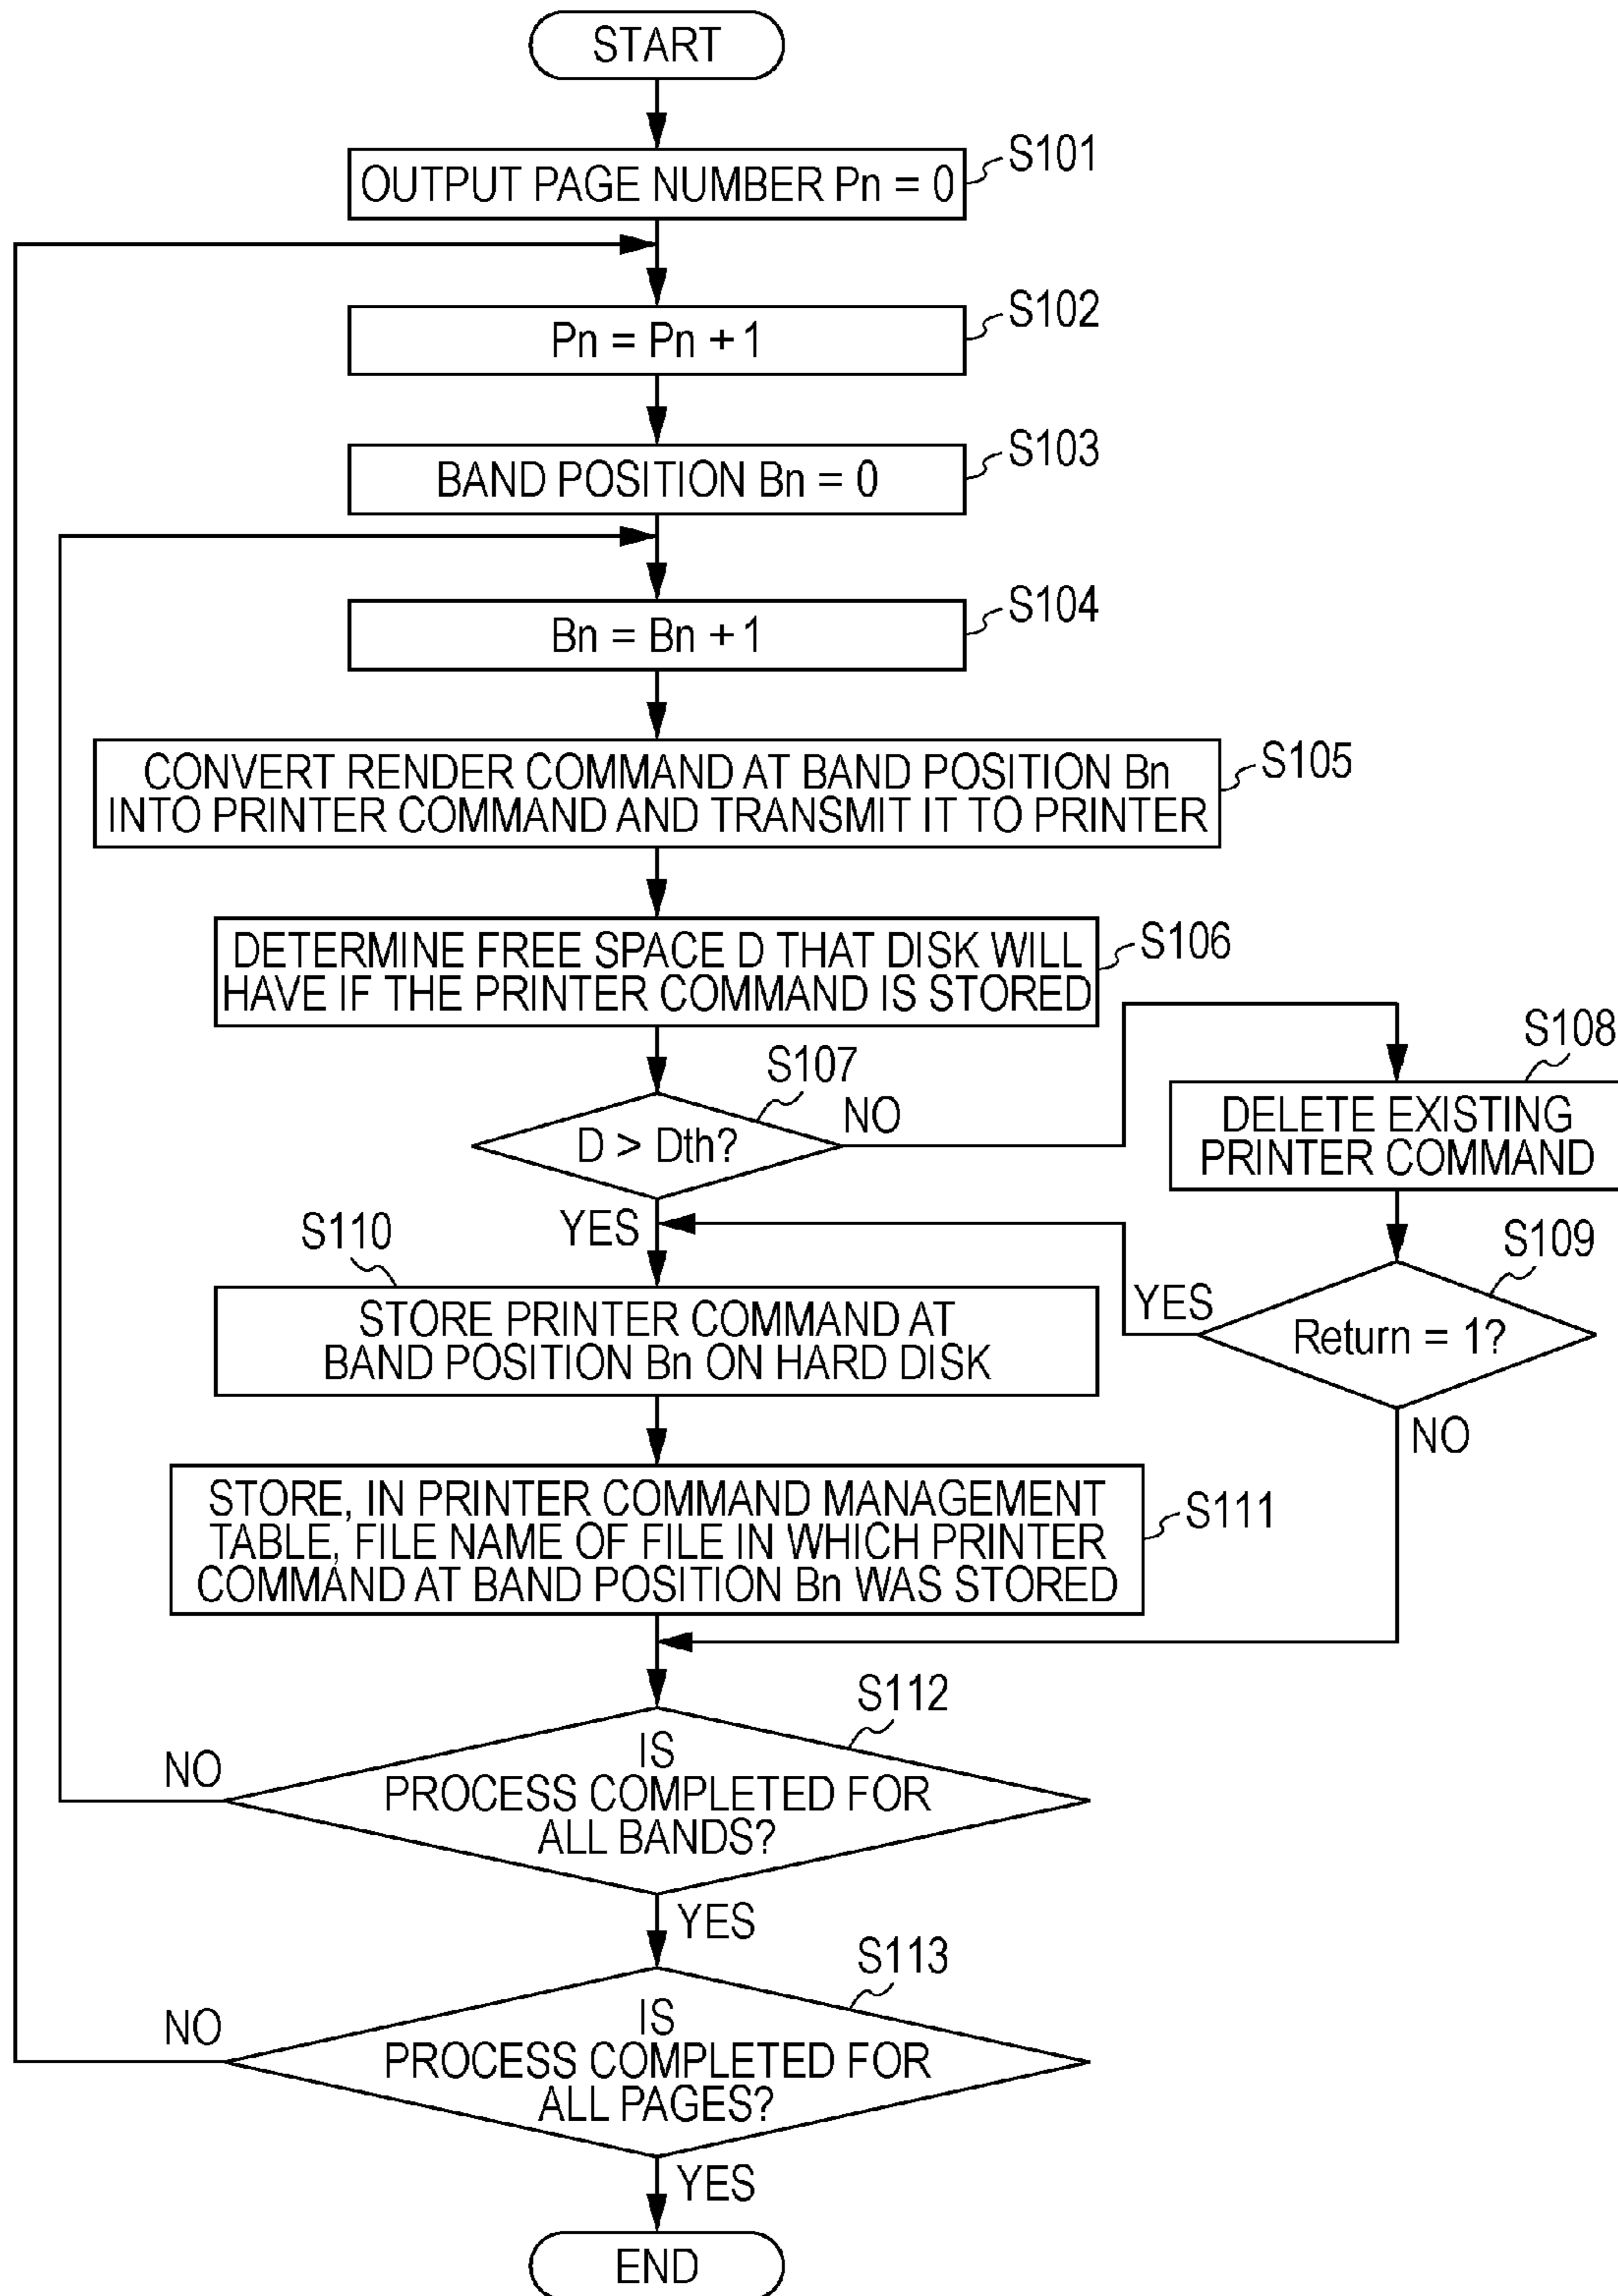 START
OUTPUT PAGE NUMBER Pn = 0
S101
Pn = Pn + 1
S102
BAND POSITION Bn = 0
S103
Bn = Bn + 1
S104
CONVERT RENDER COMMAND AT BAND POSITION Bn
INTO PRINTER COMMAND AND TRANSMIT IT TO PRINTER
S105
DETERMINE FREE SPACE D THAT DISK WILL
HAVE IF THE PRINTER COMMAND IS STORED
S106
S107
D > Dth?
NO
YES
S108
DELETE EXISTING
PRINTER COMMAND
S109
Return = 1?
YES
NO
S110
STORE PRINTER COMMAND AT
BAND POSITION Bn ON HARD DISK
STORE, IN PRINTER COMMAND MANAGEMENT
TABLE, FILE NAME OF FILE IN WHICH PRINTER
COMMAND AT BAND POSITION Bn WAS STORED
S111
S112
IS
PROCESS COMPLETED FOR
ALL BANDS?
NO
YES
S113
IS
PROCESS COMPLETED FOR
ALL PAGES?
NO
YES
END